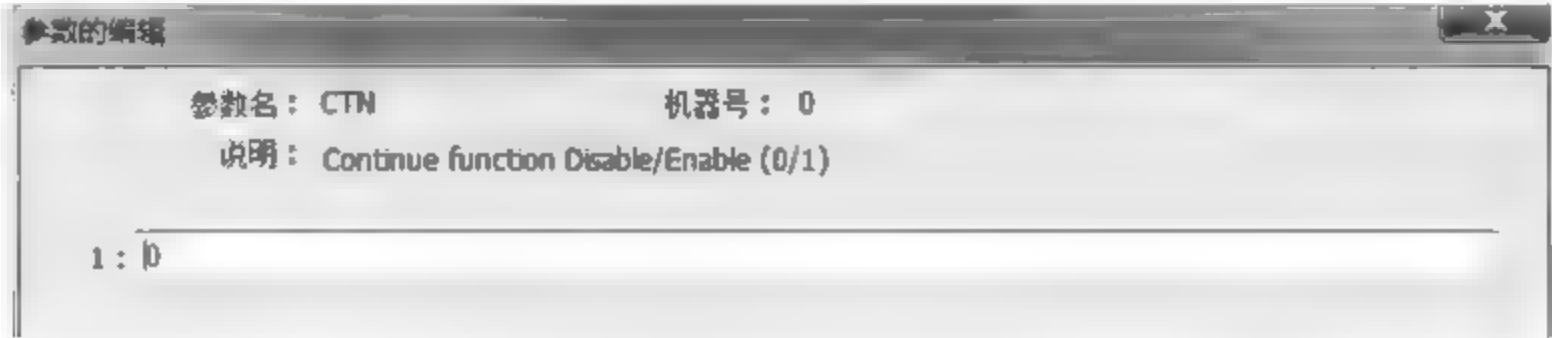 参数的编辑
参数名： CTN 机器号： 0
说明： Continue function Disable/Enable (0/1)
1： 0